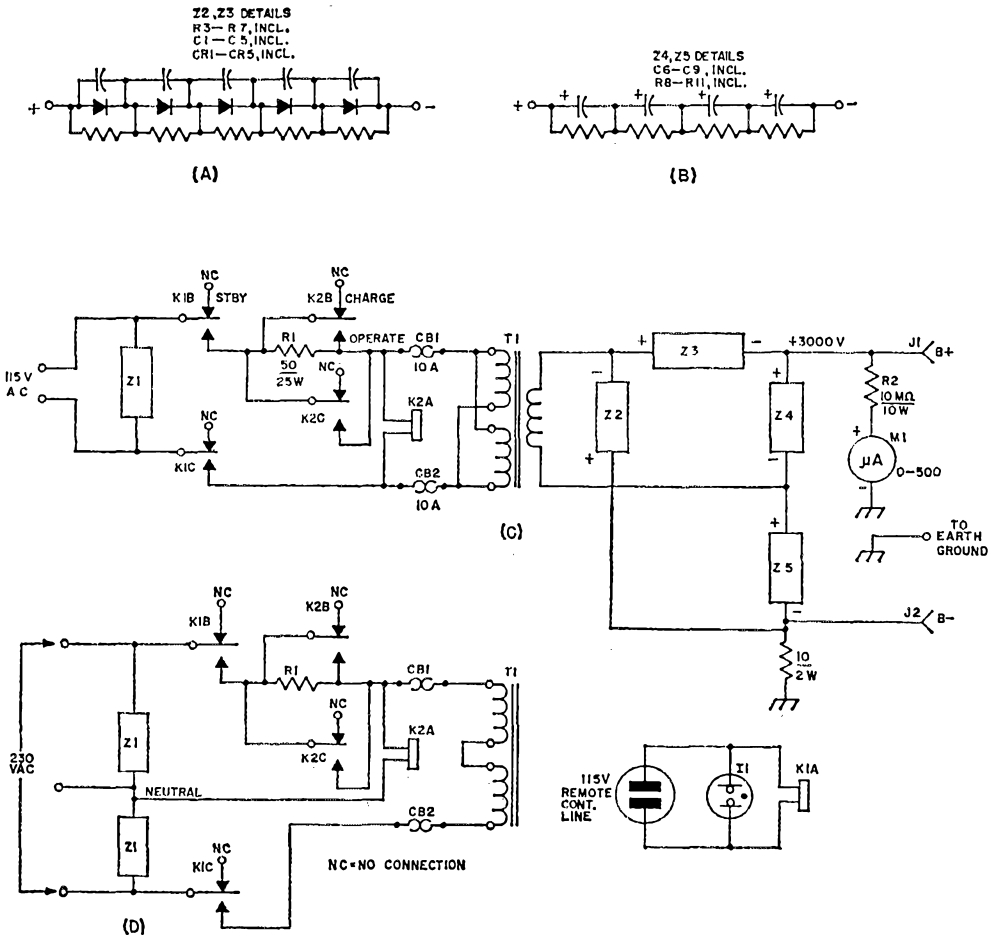 Z2, Z3 DETAILS
R3–R7, INCL.
C1–C5, INCL.
CR1–CR5, INCL.
+
-
(A)
Z4, Z5 DETAILS
C6–C9, INCL.
R8–R11, INCL.
+
+
+
+
+
-
(B)
NC
K1B
STBY
NC
K2B
CHARGE
R1
50
25W
OPERATE
CB1
10A
T1
115V
AC
Z1
NC
K2C
K2A
NC
K1C
CB2
10A
+
Z3
-
+3000V
J1
B+
-
Z2
+
+
Z4
-
R2
10MΩ
10W
+
M1
μA
0-500
-
TO
EARTH
GROUND
+
Z5
-
J2
B-
10
2W
(C)
NC
K1B
NC
K2B
R1
CB1
T1
NC
K2C
K2A
230
VAC
Z1
NEUTRAL
Z1
CB2
NC
K1C
NC=NO CONNECTION
(D)
115V
REMOTE
CONT.
LINE
I1
K1A